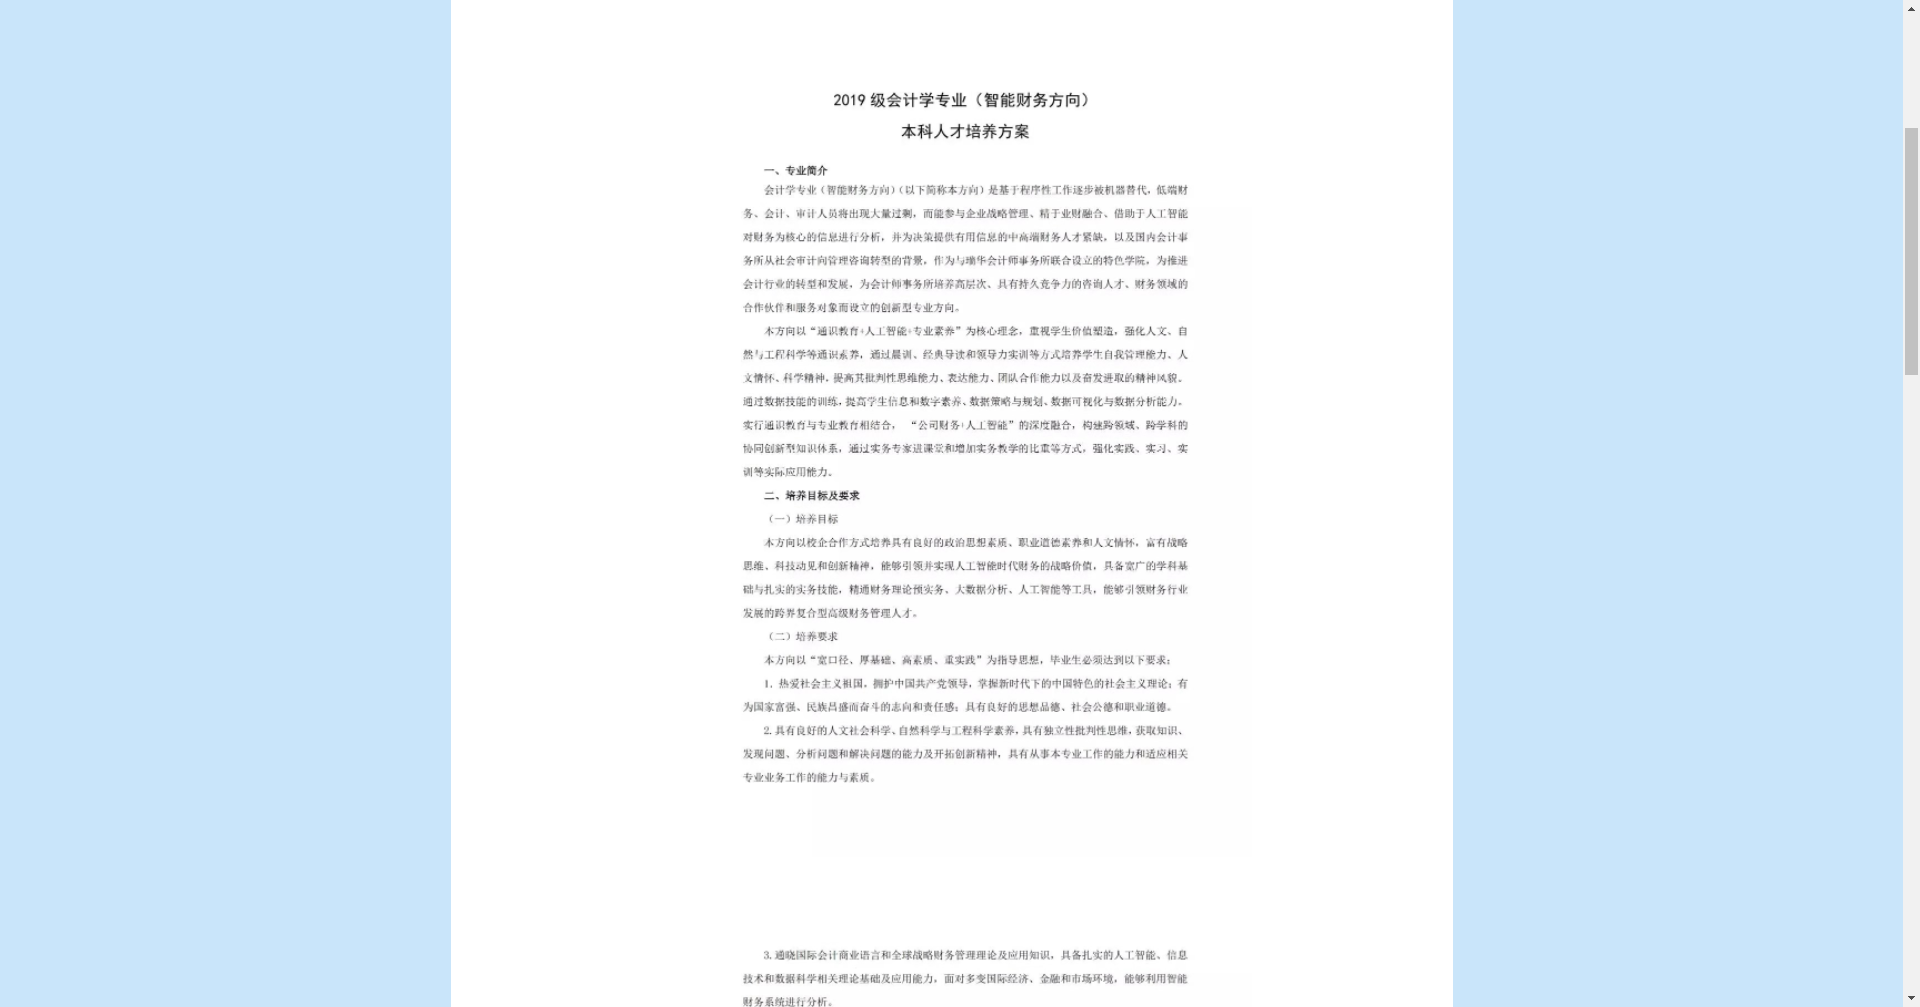 2019 级会计学专业（智能财务方向）
本科人才培养方案
一、专业简介
会计学专业（智能财务方向）（以下简称本方向）是基于程序性工作逐步被机器替代，低端财
务、会计、审计人员将出现大量过剩，而能参与企业战略管理、精于业财融合、借助于人工智能
对财务为核心的信息进行分析，并为决策提供有用信息的中高端财务人才紧缺，以及国内会计事
务所从社会审计向管理咨询转型的背景，作为与瑞华会计师事务所联合设立的特色学院，为推进
会计行业的转型和发展，为会计师事务所培养高层次、具有持久竞争力的咨询人才、财务领域的
合作伙伴和服务对象而设立的创新型专业方向。
本方向以“通识教育+人工智能+专业素养”为核心理念，重视学生价值塑造，强化人文、自
然与工程科学等通识素养，通过晨训、经典导读和领导力实训等方式培养学生自我管理能力、人
文情怀、科学精神，提高其批判性思维能力、表达能力、团队合作能力以及奋发进取的精神风貌。
通过数据技能的训练，提高学生信息和数字素养、数据策略与规划、数据可视化与数据分析能力。
实行通识教育与专业教育相结合，“公司财务+人工智能”的深度融合，构建跨领域、跨学科的
协同创新型知识体系，通过实务专家进课堂和增加实务教学的比重等方式，强化实践、实习、实
训等实际应用能力。
二、培养目标及要求
（一）培养目标
本方向以校企合作方式培养具有良好的政治思想素质、职业道德素养和人文情怀，富有战略
思维、科技动见和创新精神，能够引领并实现人工智能时代财务的战略价值，具备宽广的学科基
础与扎实的实务技能，精通财务理论预实务、大数据分析、人工智能等工具，能够引领财务行业
发展的跨界复合型高级财务管理人才。
（二）培养要求
本方向以“宽口径、厚基础、高素质、重实践”为指导思想，毕业生必须达到以下要求：
1. 热爱社会主义祖国，拥护中国共产党领导，掌握新时代下的中国特色的社会主义理论；有
为国家富强、民族昌盛而奋斗的志向和责任感；具有良好的思想品德、社会公德和职业道德。
2. 具有良好的人文社会科学、自然科学与工程科学素养，具有独立性批判性思维，获取知识、
发现问题、分析问题和解决问题的能力及开拓创新精神，具有从事本专业工作的能力和适应相关
专业业务工作的能力与素质。
3. 通晓国际会计商业语言和全球战略财务管理理论及应用知识，具备扎实的人工智能、信息
技术和数据科学相关理论基础及应用能力，面对多变国际经济、金融和市场环境，能够利用智能
财务系统进行分析。